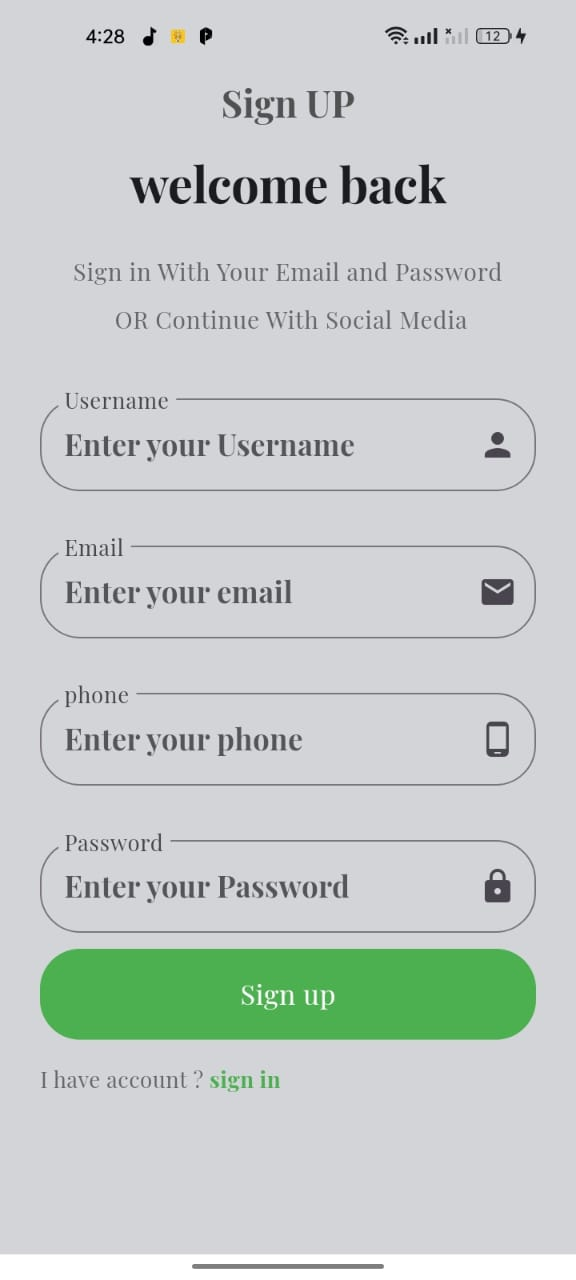 4:28
12
Sign UP
welcome back
Sign in With Your Email and Password
OR Continue With Social Media
Username
Enter your Username
Email
Enter your email
phone
Enter your phone
Password
Enter your Password
Sign up
I have account ? sign in